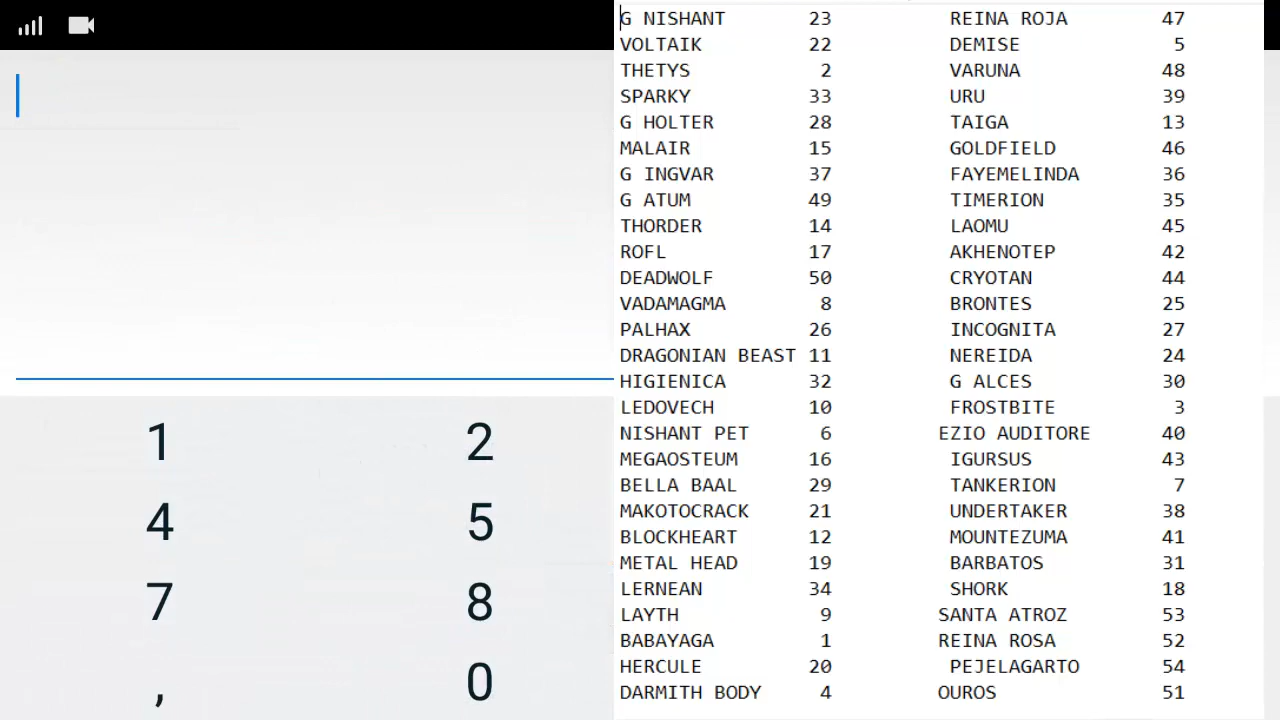 G NISHANT 23 REINA ROJA 47
VOLTAIK 22 DEMISE 5
THETYS 2 VARUNA 48
SPARKY 33 URU 39
G HOLTER 28 TAIGA 13
MALAIR 15 GOLDFIELD 46
G INGVAR 37 FAYEMELINDA 36
G ATUM 49 TIMERION 35
THORDER 14 LAOMU 45
ROFL 17 AKHENOTEP 42
DEADWOLF 50 CRYOTAN 44
VADAMAGMA 8 BRONTES 25
PALHAX 26 INCOGNITA 27
DRAGONIAN BEAST 11 NEREIDA 24
HIGIENICA 32 G ALCES 30
LEDOVECH 10 FROSTBITE 3
NISHANT PET 6 EZIO AUDITORE 40
MEGAOSTEUM 16 IGURSUS 43
BELLA BAAL 29 TANKERION 7
MAKOTOCRACK 21 UNDERTAKER 38
BLOCKHEART 12 MOUNTEZUMA 41
METAL HEAD 19 BARBATOS 31
LERNEAN 34 SHORK 18
LAYTH 9 SANTA ATROZ 53
BABAYAGA 1 REINA ROSA 52
HERCULE 20 PEJELAGARTO 54
DARMITH BODY 4 OUROS 51
1 2
4 5
7 8
, 0